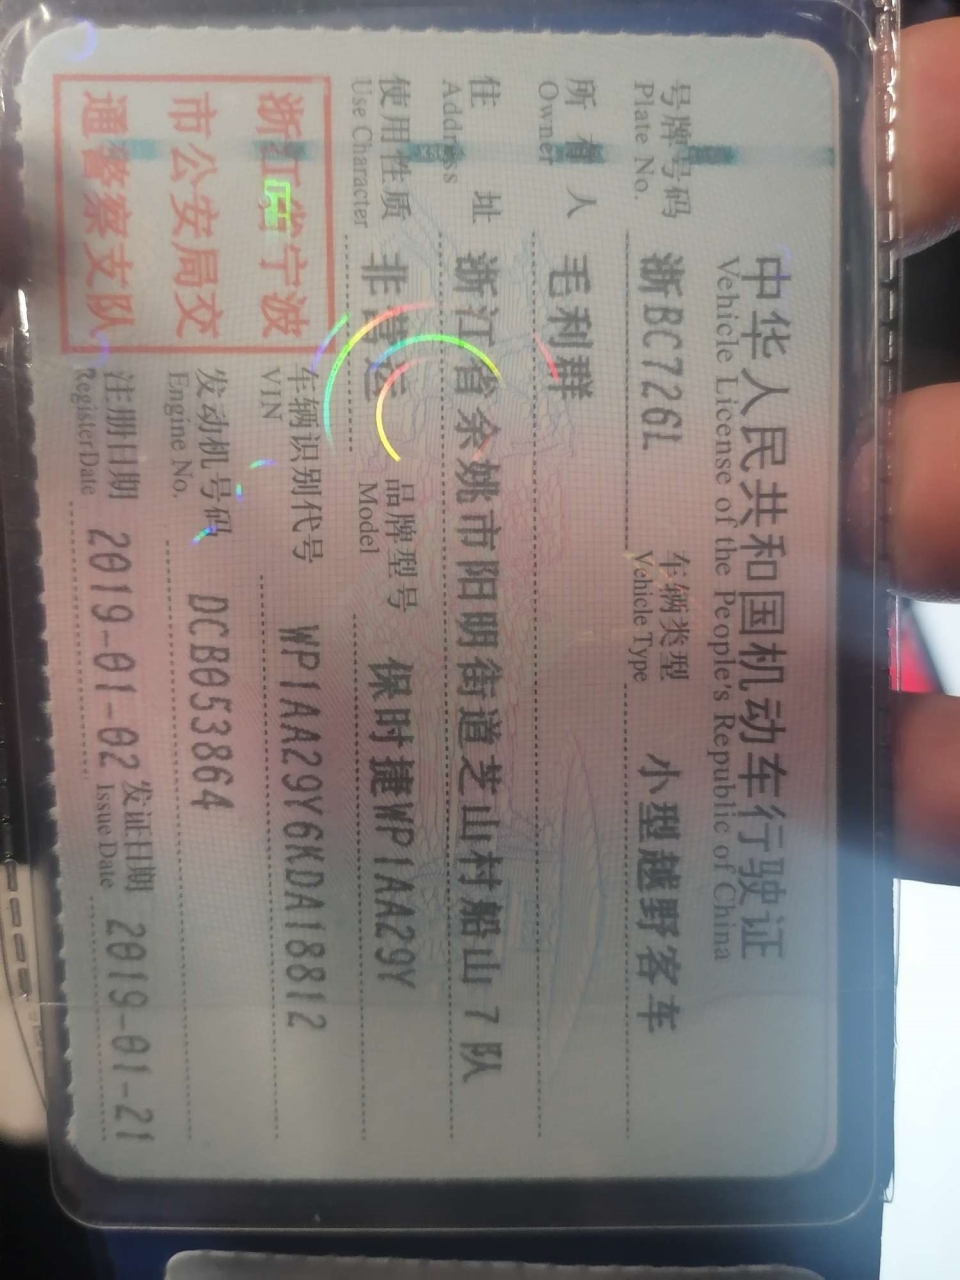 中华人民共和国机动车行驶证
Vehicle License of the People's Republic of China
号牌号码 浙BC726L 车辆类型 小型越野客车
Plate No. Vehicle Type
所有人 毛利群
Owner
住址 浙江省余姚市阳明街道芝山村船山7队
Address
使用性质 非营运 品牌型号 保时捷WP1AA29Y
Use Character Model
浙江省宁波
市公安局交
通警察支队
车辆识别代号 WP1AA29Y6KDA18812
VIN
发动机号码 DCB053864
Engine No.
注册日期 2019-01-02 发证日期 2019-01-21
Register Date Issue Date